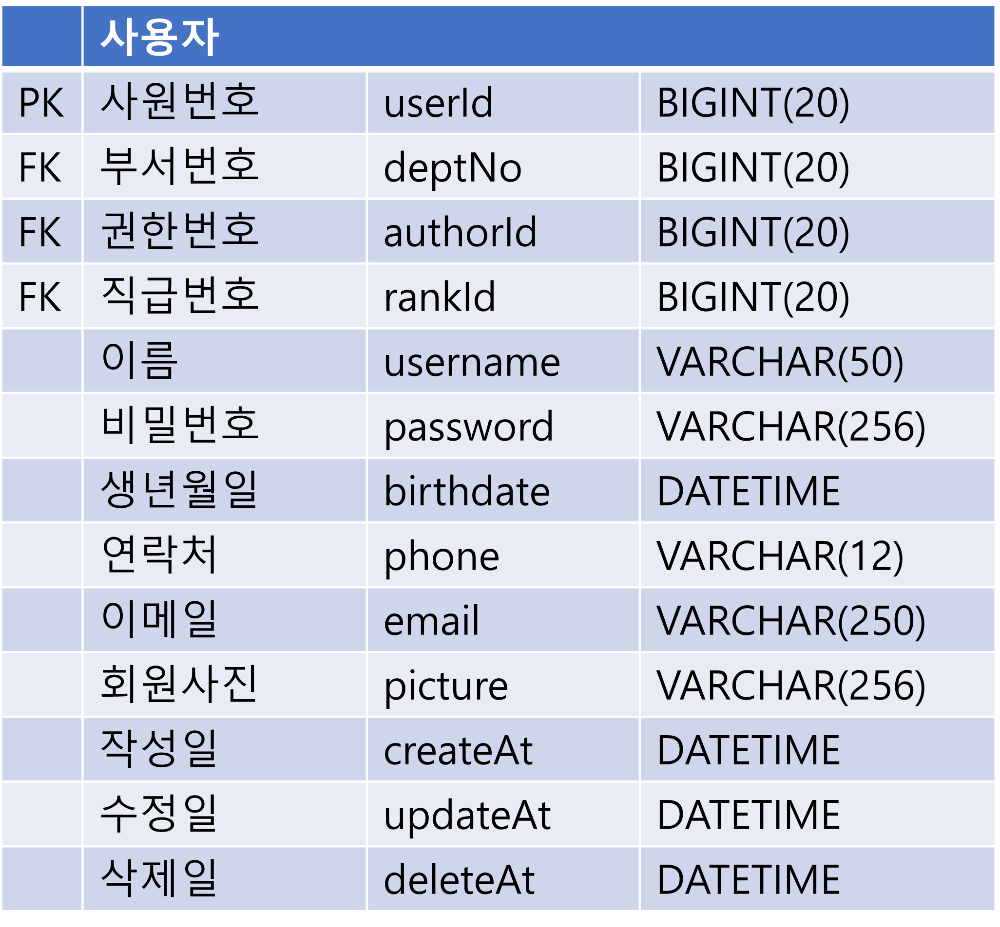 사용자
PK 사원번호 userId BIGINT(20)
FK 부서번호 deptNo BIGINT(20)
FK 권한번호 authorId BIGINT(20)
FK 직급번호 rankId BIGINT(20)
이름 username VARCHAR(50)
비밀번호 password VARCHAR(256)
생년월일 birthdate DATETIME
연락처 phone VARCHAR(12)
이메일 email VARCHAR(250)
회원사진 picture VARCHAR(256)
작성일 createAt DATETIME
수정일 updateAt DATETIME
삭제일 deleteAt DATETIME